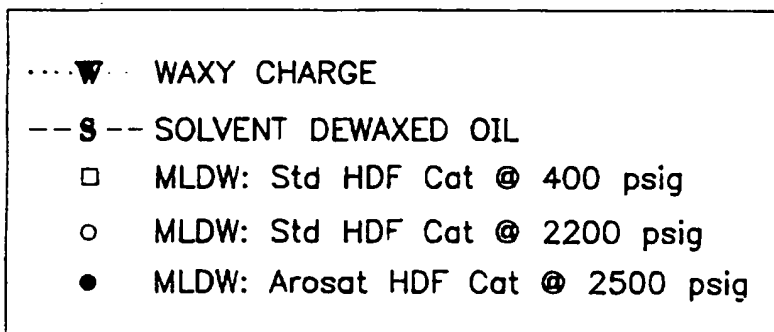 ····W·· WAXY CHARGE
--S-- SOLVENT DEWAXED OIL
□ MLDW: Std HDF Cat @ 400 psig
○ MLDW: Std HDF Cat @ 2200 psig
● MLDW: Arosat HDF Cat @ 2500 psig